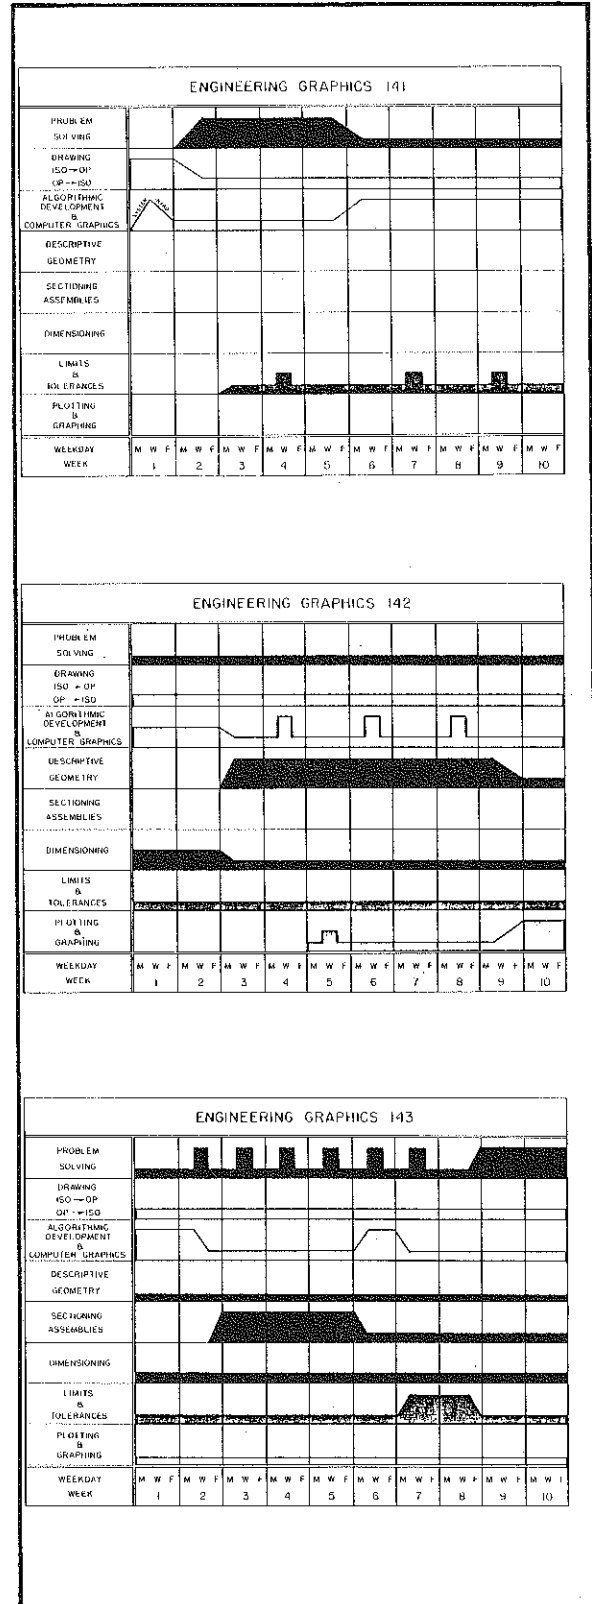 ENGINEERING GRAPHICS 141
PROBLEM
SOLVING
DRAWING
ISO→OP
OP→ISO
ALGORITHMIC
DEVELOPMENT
&
COMPUTER GRAPHICS
DESCRIPTIVE
GEOMETRY
SECTIONING
ASSEMBLIES
DIMENSIONING
LIMITS
&
TOLERANCES
PLOTTING
&
GRAPHING
WEEKDAY M W F M W F M W F M W F M W F M W F M W F M W F M W F M W F
WEEK 1 2 3 4 5 6 7 8 9 10
ENGINEERING GRAPHICS 142
PROBLEM
SOLVING
DRAWING
ISO→OP
OP→ISO
ALGORITHMIC
DEVELOPMENT
&
COMPUTER GRAPHICS
DESCRIPTIVE
GEOMETRY
SECTIONING
ASSEMBLIES
DIMENSIONING
LIMITS
&
TOLERANCES
PLOTTING
&
GRAPHING
WEEKDAY M W F M W F M W F M W F M W F M W F M W F M W F M W F M W F
WEEK 1 2 3 4 5 6 7 8 9 10
ENGINEERING GRAPHICS 143
PROBLEM
SOLVING
DRAWING
ISO→OP
OP→ISO
ALGORITHMIC
DEVELOPMENT
&
COMPUTER GRAPHICS
DESCRIPTIVE
GEOMETRY
SECTIONING
ASSEMBLIES
DIMENSIONING
LIMITS
&
TOLERANCES
PLOTTING
&
GRAPHING
WEEKDAY M W F M W F M W F M W F M W F M W F M W F M W F M W F M W F
WEEK 1 2 3 4 5 6 7 8 9 10